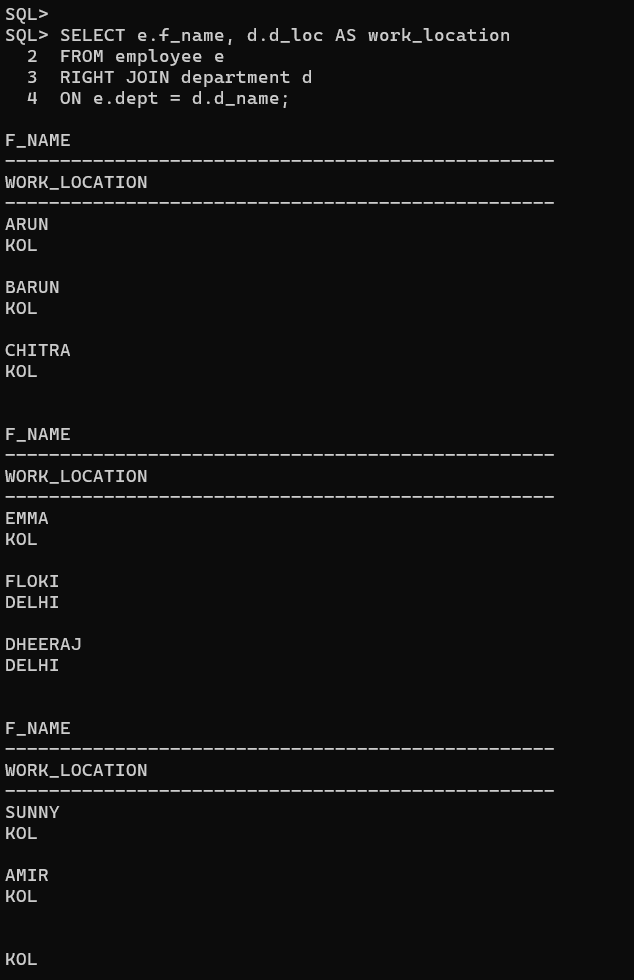 SQL>
SQL> SELECT e.f_name, d.d_loc AS work_location
  2  FROM employee e
  3  RIGHT JOIN department d
  4  ON e.dept = d.d_name;
F_NAME
--------------------------------------------------
WORK_LOCATION
--------------------------------------------------
ARUN
KOL
BARUN
KOL
CHITRA
KOL
F_NAME
--------------------------------------------------
WORK_LOCATION
--------------------------------------------------
EMMA
KOL
FLOKI
DELHI
DHEERAJ
DELHI
F_NAME
--------------------------------------------------
WORK_LOCATION
--------------------------------------------------
SUNNY
KOL
AMIR
KOL
KOL